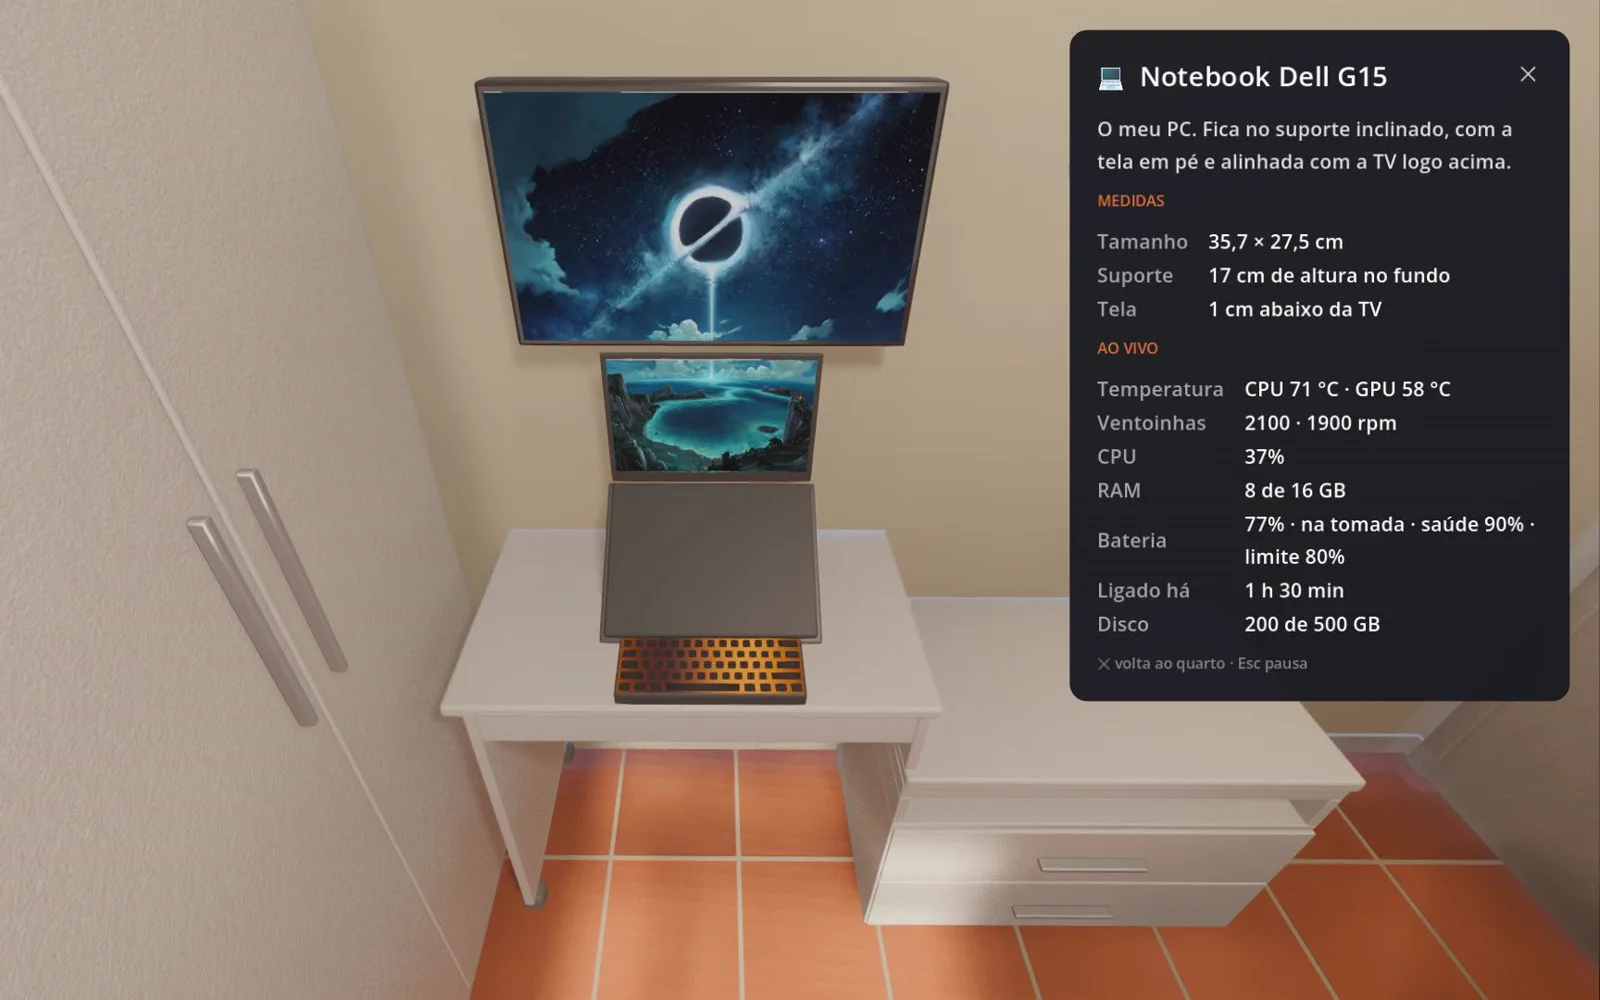 Notebook Dell G15
O meu PC. Fica no suporte inclinado, com a
tela em pé e alinhada com a TV logo acima.
MEDIDAS
Tamanho 35,7 × 27,5 cm
Suporte 17 cm de altura no fundo
Tela 1 cm abaixo da TV
AO VIVO
Temperatura CPU 71 °C · GPU 58 °C
Ventoinhas 2100 · 1900 rpm
CPU 37%
RAM 8 de 16 GB
Bateria 77% · na tomada · saúde 90% ·
limite 80%
Ligado há 1 h 30 min
Disco 200 de 500 GB
volta ao quarto · Esc pausa